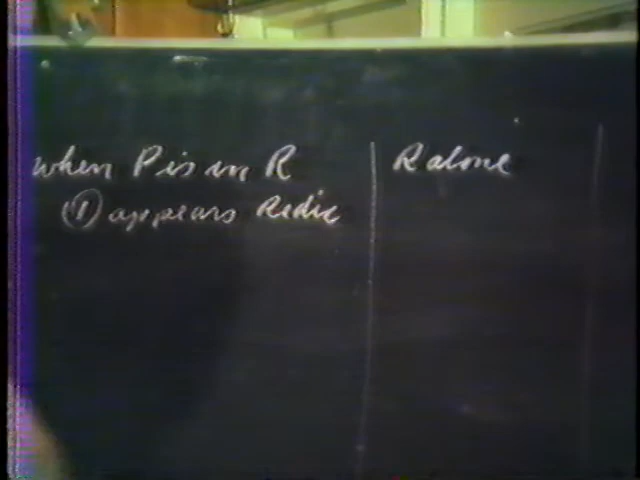 when P is in R
R alone
① appears Redic